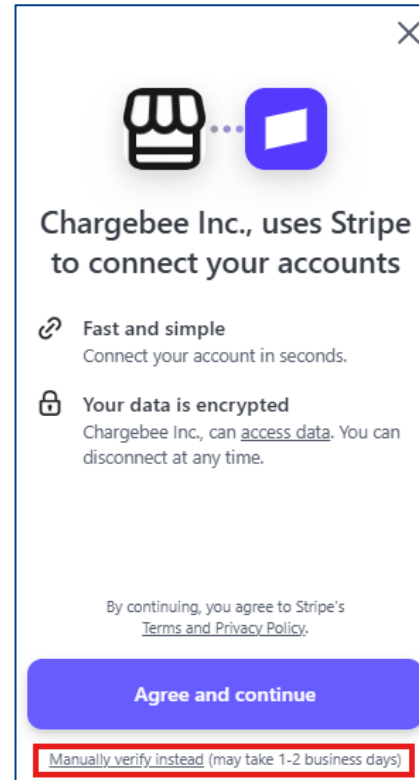 Chargebee Inc., uses Stripe
to connect your accounts
Fast and simple
Connect your account in seconds.
Your data is encrypted
Chargebee Inc., can access data. You can
disconnect at any time.
By continuing, you agree to Stripe's
Terms and Privacy Policy.
Agree and continue
Manually verify instead (may take 1-2 business days)